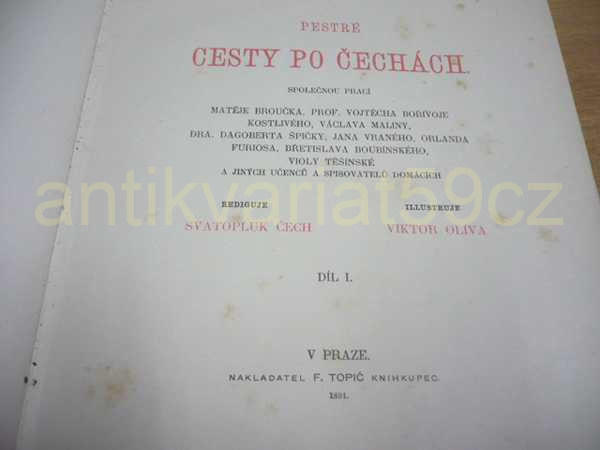 PESTRÉ
CESTY PO ČECHÁCH.
SPOLEČNOU PRACÍ
MATĚJE BROUČKA, PROF. VOJTĚCHA BOŘIVOJE
KOSTLIVÉHO, VÁCLAVA MALINY,
DRA. DAGOBERTA ŠPIČKY, JANA VRANÉHO, ORLANDA
FURIOSA, BŘETISLAVA BOUBÍNSKÉHO,
VIOLY TĚŠÍNSKÉ
A JINÝCH UČENCŮ A SPISOVATELŮ DOMÁCÍCH
antikvariat59cz
REDIGUJE
SVATOPLUK ČECH
ILLUSTRUJE
VIKTOR OLIVA
DÍL I.
V PRAZE.
NAKLADATEL F. TOPIČ KNIHKUPEC.
1891.